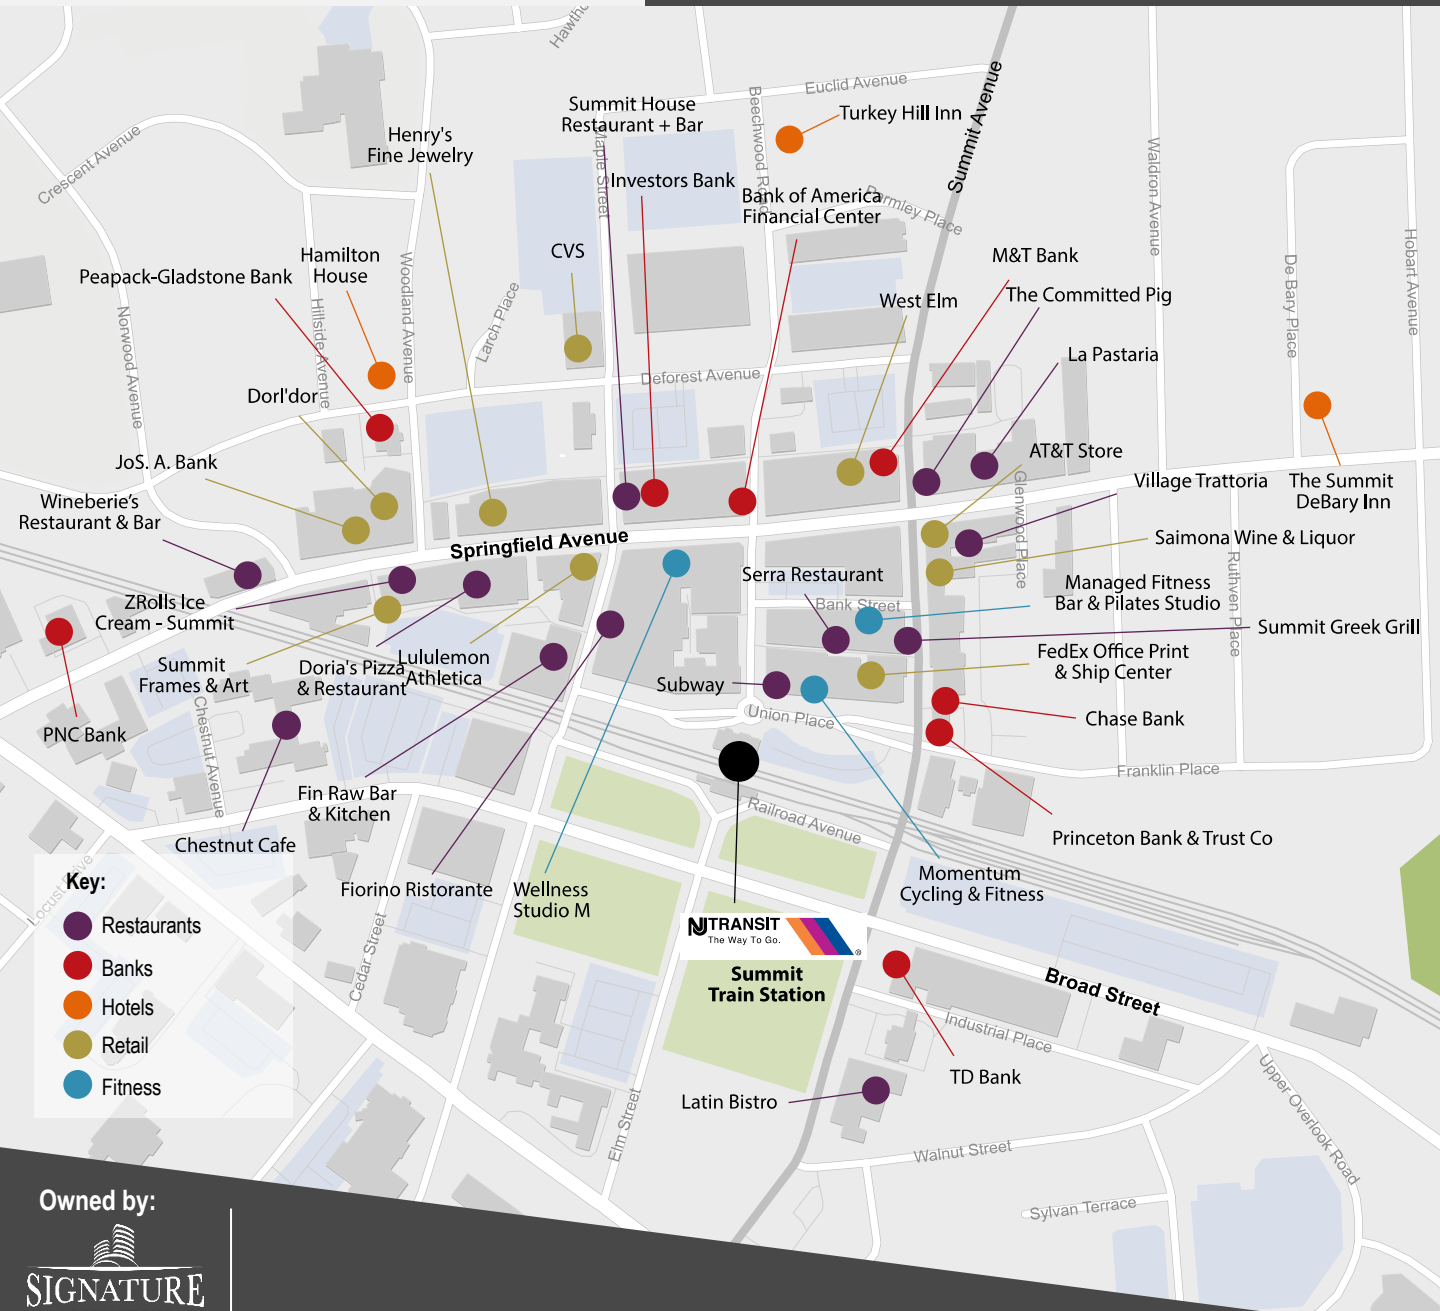 Hawtho
Euclid Avenue
Summit House
Restaurant + Bar
Turkey Hill Inn
Beechwood Road
Summit Avenue
Crescent Avenue
Henry's
Fine Jewelry
Maple Street
Waldron Avenue
Investors Bank
Bank of America
Financial Center
Parmley Place
Hobart Avenue
CVS
Hamilton
House
Peapack-Gladstone Bank
M&T Bank
The Committed Pig
West Elm
De Bary Place
Norwood Avenue
Hillside Avenue
Woodland Avenue
Larch Place
La Pastaria
Deforest Avenue
Dorl'dor
JoS. A. Bank
AT&T Store
Village Trattoria
The Summit
DeBary Inn
Wineberie's
Restaurant & Bar
Glenwood Place
Springfield Avenue
Saimona Wine & Liquor
Serra Restaurant
Managed Fitness
Bar & Pilates Studio
Bank Street
Ruthven Place
ZRolls Ice
Cream - Summit
Summit Greek Grill
Summit
Frames & Art
Doria's Pizza
& Restaurant
Lululemon
Athletica
FedEx Office Print
& Ship Center
Subway
Union Place
Chase Bank
PNC Bank
Chestnut Avenue
Franklin Place
Fin Raw Bar
& Kitchen
Railroad Avenue
Chestnut Cafe
Princeton Bank & Trust Co
Locust Drive
Fiorino Ristorante
Wellness
Studio M
Momentum
Cycling & Fitness
Key:
Restaurants
Banks
Hotels
Retail
Fitness
Cedar Street
NJ TRANSIT
The Way To Go.
®
Summit
Train Station
Broad Street
Industrial Place
TD Bank
Latin Bistro
Elm Street
Upper Overlook Road
Walnut Street
Sylvan Terrace
Owned by:
SIGNATURE